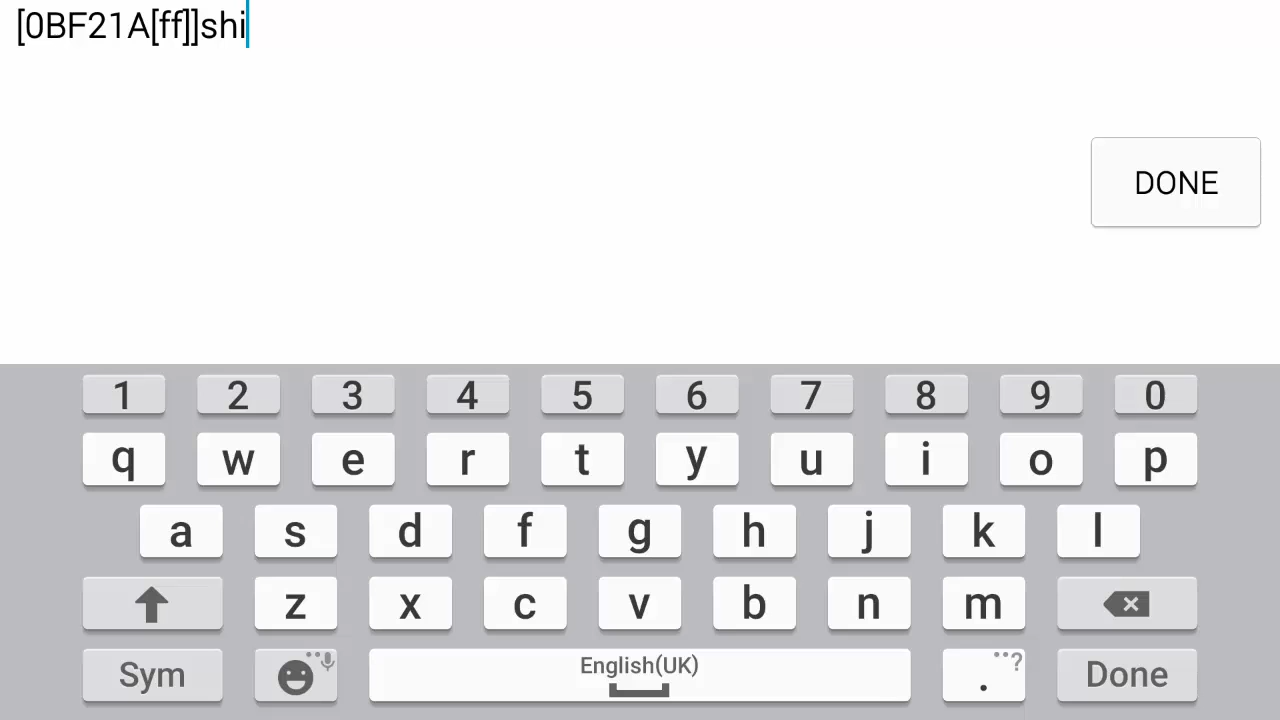 [0BF21A[ff]]shi
DONE
1 2 3 4 5 6 7 8 9 0
q w e r t y u i o p
a s d f g h j k l
z x c v b n m
Sym English(UK) . ? Done